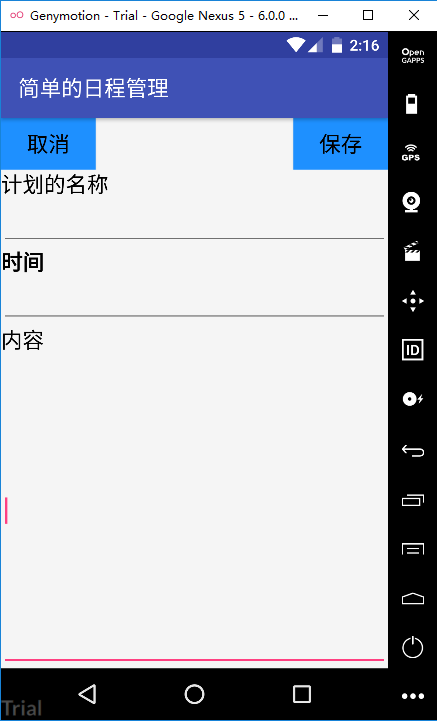 Genymotion - Trial - Google Nexus 5 - 6.0.0 ...
2:16
Open
GAPPS
简单的日程管理
取消
保存
GPS
计划的名称
时间
内容
ID
Trial